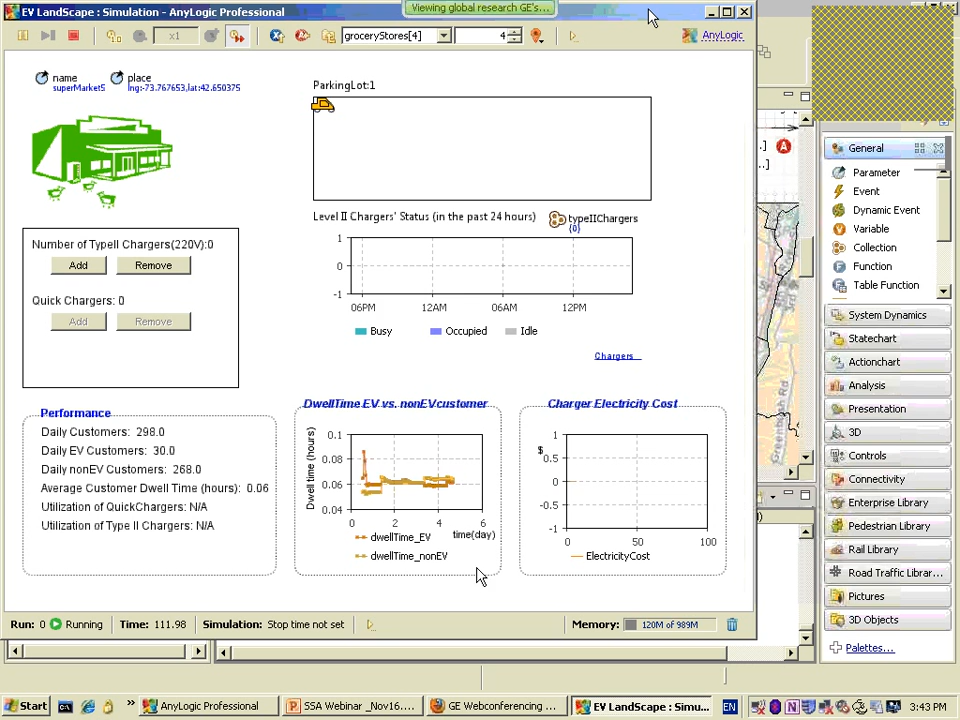 EV LandScape : Simulation - AnyLogic Professional
Viewing global research GE's...
x1
groceryStores[4]
4
AnyLogic
name
superMarket5
place
lng:-73.767653,lat:42.650375
ParkingLot:1
Level II Chargers' Status (in the past 24 hours)
typeIIChargers
{0}
1
0
-1
06PM
12AM
06AM
12PM
Busy
Occupied
Idle
Chargers
Number of TypeII Chargers(220V):0
Add
Remove
Quick Chargers: 0
Add
Remove
Performance
Daily Customers: 298.0
Daily EV Customers: 30.0
Daily nonEV Customers: 268.0
Average Customer Dwell Time (hours): 0.06
Utilization of QuickChargers: N/A
Utilization of Type II Chargers: N/A
DwellTime EV vs. nonEVcustomer
Dwell time (hours)
0.1
0.08
0.06
0.04
0
2
4
6
time(day)
dwellTime_EV
dwellTime_nonEV
Charger Electricity Cost
$
1
0.5
0
-0.5
-1
0
50
100
ElectricityCost
Run: 0
Running
Time: 111.98
Simulation: Stop time not set
Memory:
120M of 989M
General
Parameter
Event
Dynamic Event
Variable
Collection
Function
Table Function
System Dynamics
Statechart
Actionchart
Analysis
Presentation
3D
Controls
Connectivity
Enterprise Library
Pedestrian Library
Rail Library
Road Traffic Librar...
Pictures
3D Objects
Palettes...
Start
AnyLogic Professional
SSA Webinar _Nov16....
GE Webconferencing ...
EV LandScape : Simu...
EN
3:43 PM